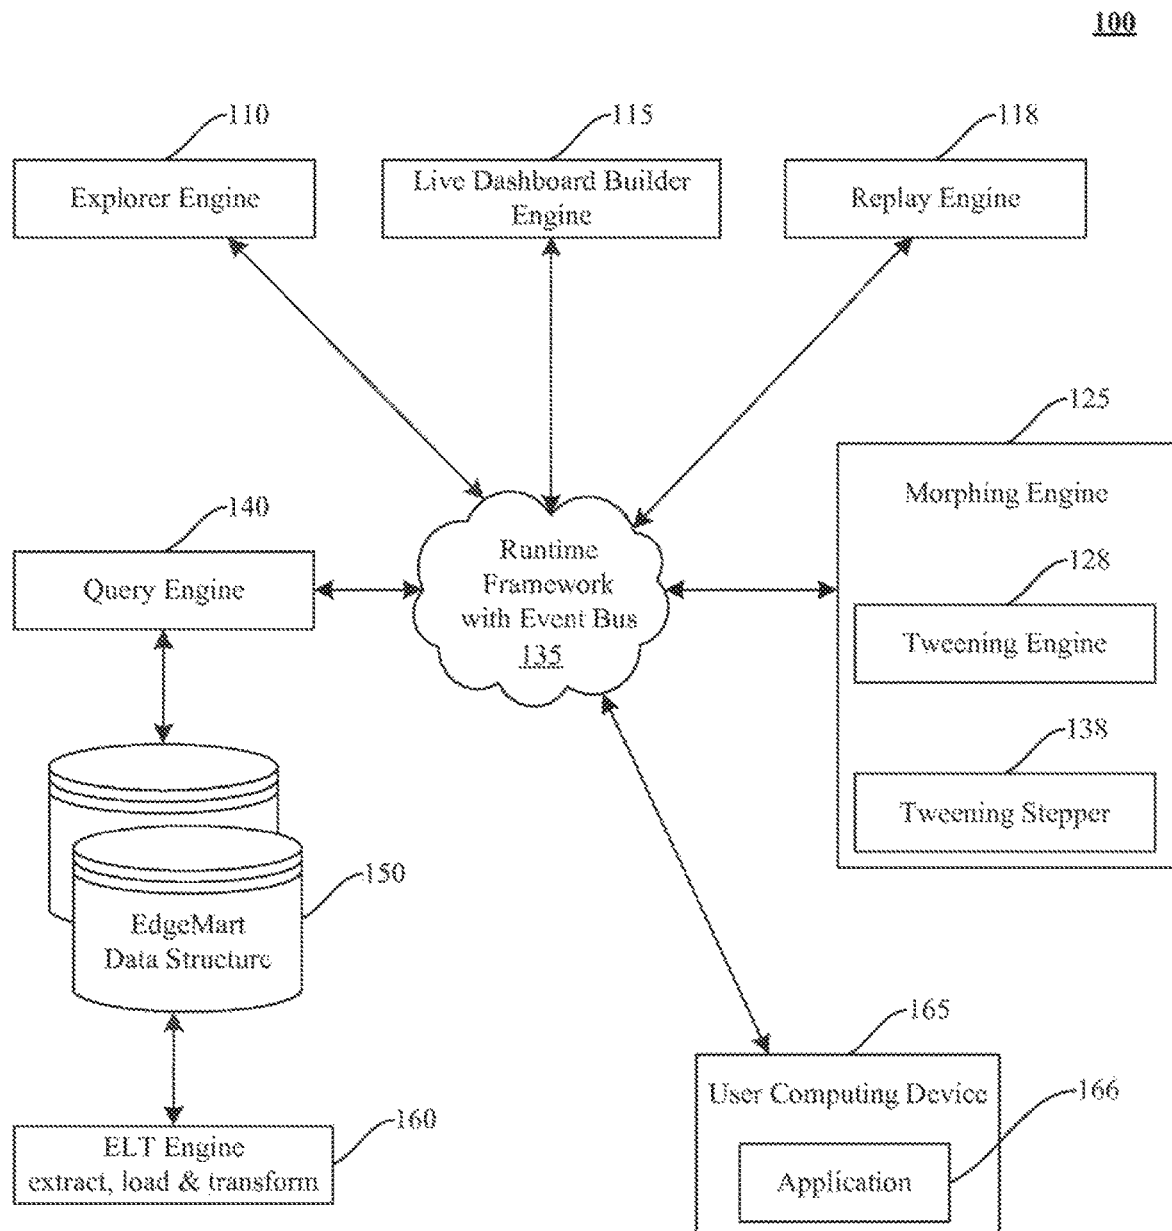 100
110
115
118
Explorer Engine
Live Dashboard Builder
Engine
Replay Engine
125
Morphing Engine
140
Query Engine
Runtime
Framework
with Event Bus
135
128
Tweening Engine
138
Tweening Stepper
150
EdgeMart
Data Structure
165
User Computing Device
166
Application
160
ELT Engine
extract, load & transform